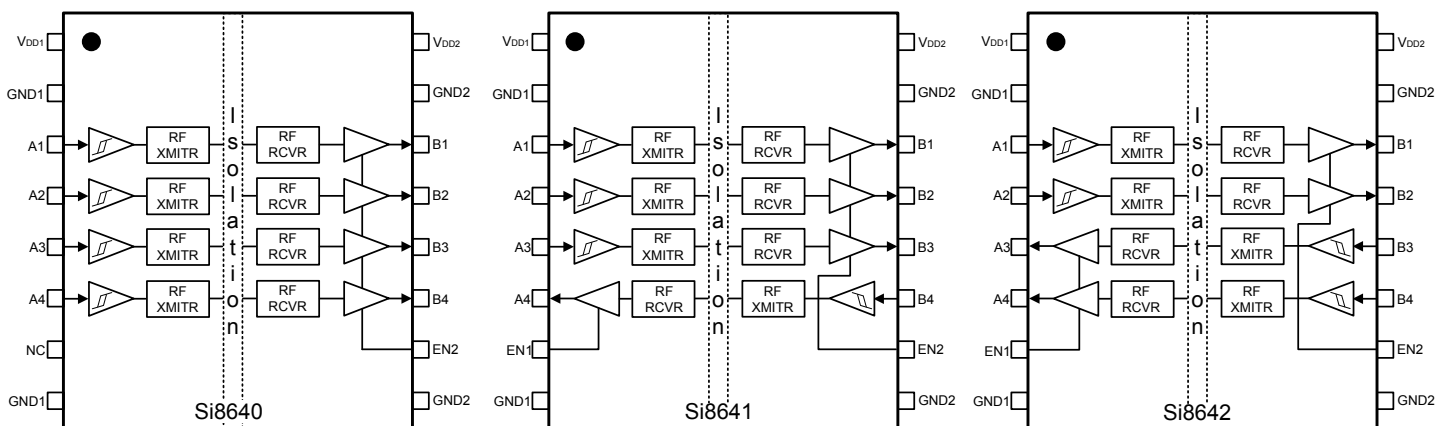 VDD1
VDD2
GND1
GND2
A1
RF XMITR
RF RCVR
B1
A2
RF XMITR
RF RCVR
B2
A3
RF XMITR
RF RCVR
B3
A4
RF XMITR
RF RCVR
B4
Isolation
NC
EN2
GND1
GND2
Si8640
VDD1
VDD2
GND1
GND2
A1
RF XMITR
RF RCVR
B1
A2
RF XMITR
RF RCVR
B2
A3
RF XMITR
RF RCVR
B3
A4
RF RCVR
RF XMITR
B4
Isolation
EN1
EN2
GND1
GND2
Si8641
VDD1
VDD2
GND1
GND2
A1
RF XMITR
RF RCVR
B1
A2
RF XMITR
RF RCVR
B2
A3
RF RCVR
RF XMITR
B3
A4
RF RCVR
RF XMITR
B4
Isolation
EN1
EN2
GND1
GND2
Si8642